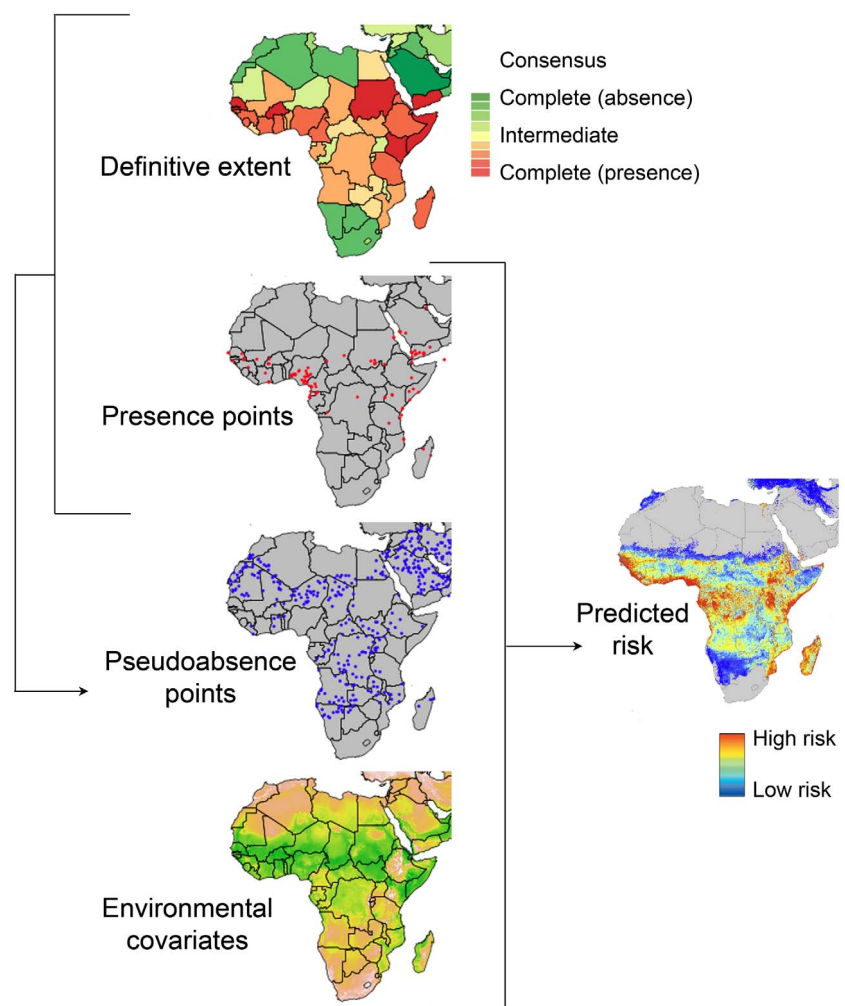 Consensus
Complete (absence)
Intermediate
Complete (presence)
Definitive extent
Presence points
Pseudoabsence
points
Predicted
risk
High risk
Low risk
Environmental
covariates